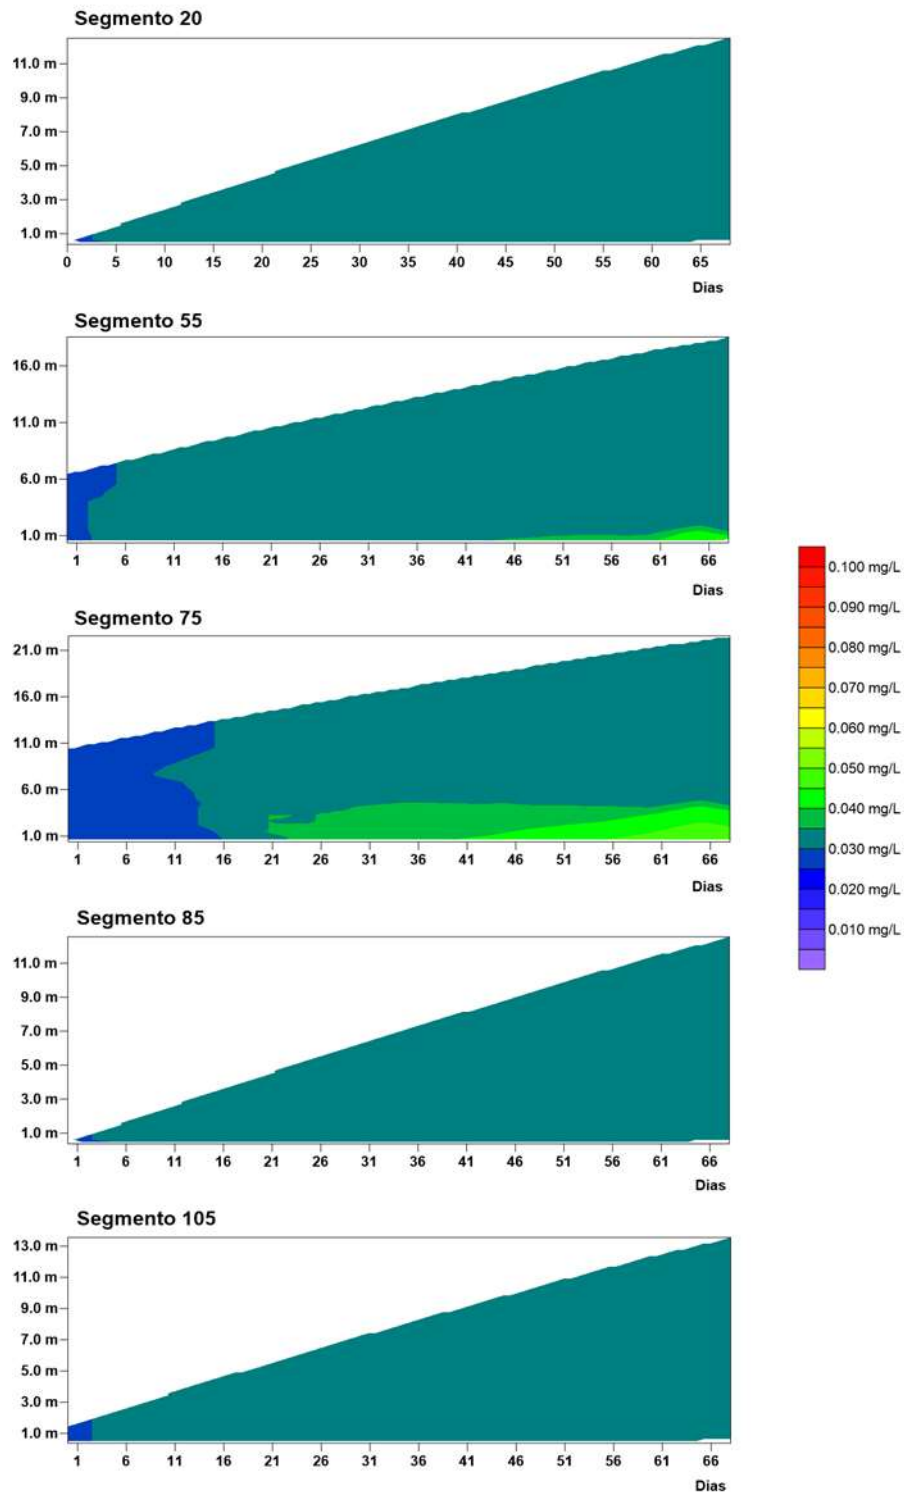 Segmento 20
11.0 m
9.0 m
7.0 m
5.0 m
3.0 m
1.0 m
0 5 10 15 20 25 30 35 40 45 50 55 60 65
Dias
Segmento 55
16.0 m
11.0 m
6.0 m
1.0 m
1 6 11 16 21 26 31 36 41 46 51 56 61 66
Dias
Segmento 75
21.0 m
16.0 m
11.0 m
6.0 m
1.0 m
1 6 11 16 21 26 31 36 41 46 51 56 61 66
Dias
Segmento 85
11.0 m
9.0 m
7.0 m
5.0 m
3.0 m
1.0 m
1 6 11 16 21 26 31 36 41 46 51 56 61 66
Dias
Segmento 105
13.0 m
11.0 m
9.0 m
7.0 m
5.0 m
3.0 m
1.0 m
1 6 11 16 21 26 31 36 41 46 51 56 61 66
Dias
0.100 mg/L
0.090 mg/L
0.080 mg/L
0.070 mg/L
0.060 mg/L
0.050 mg/L
0.040 mg/L
0.030 mg/L
0.020 mg/L
0.010 mg/L